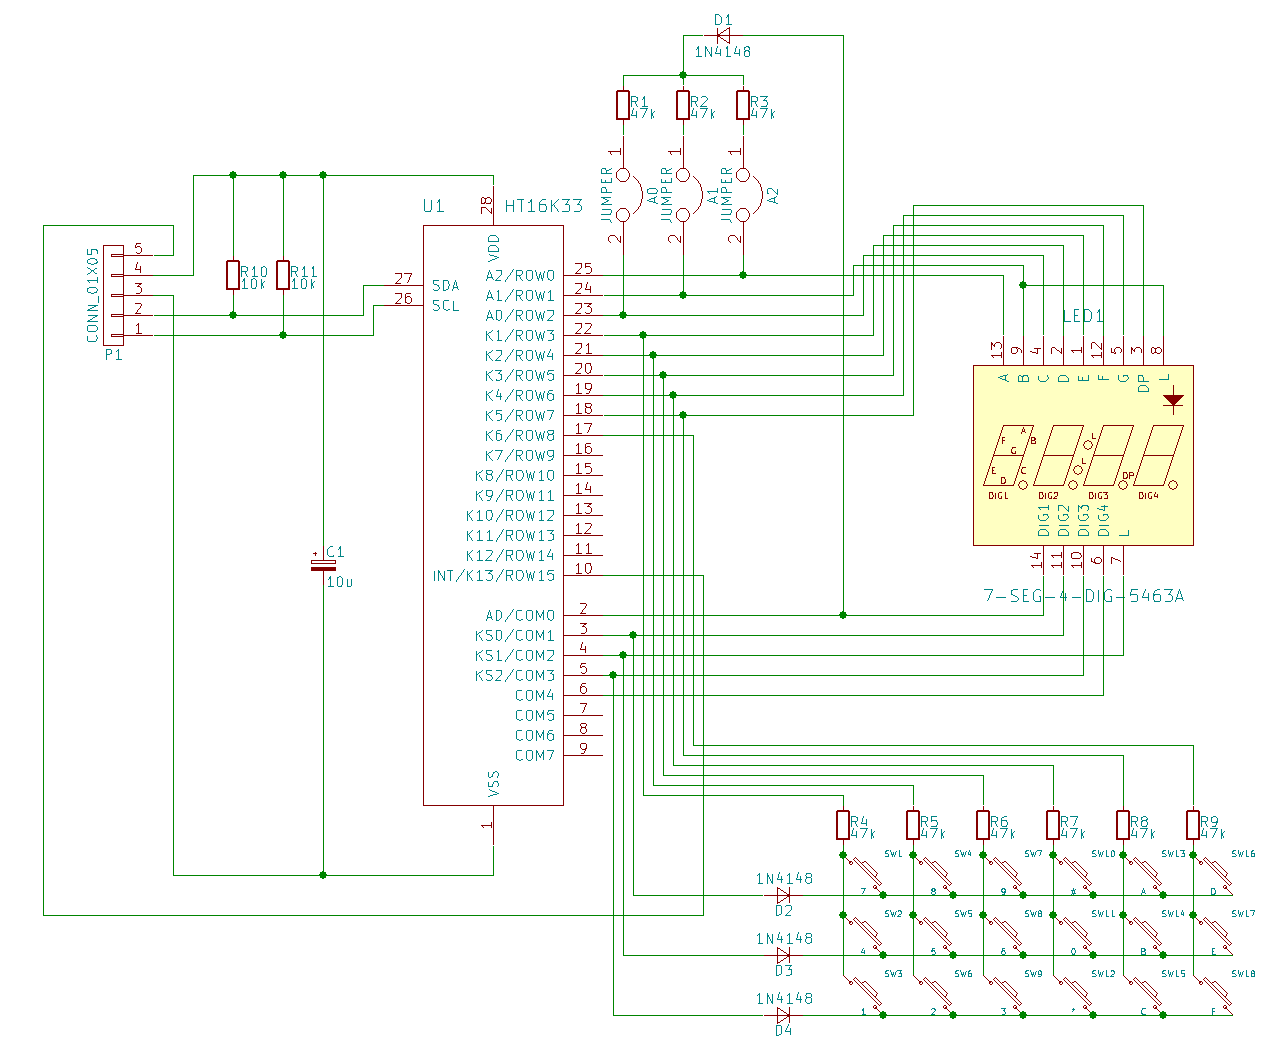 D1
1N4148
R1
47k
R2
47k
R3
47k
1
1
1
JUMPER
A0
JUMPER
A1
JUMPER
A2
2
2
2
U1
HT16K33
28
VDD
CONN_01X05
P1
5
4
3
2
1
R10
10k
R11
10k
C1
10u
27 SDA
26 SCL
A2/ROW0 25
A1/ROW1 24
A0/ROW2 23
K1/ROW3 22
K2/ROW4 21
K3/ROW5 20
K4/ROW6 19
K5/ROW7 18
K6/ROW8 17
K7/ROW9 16
K8/ROW10 15
K9/ROW11 14
K10/ROW12 13
K11/ROW13 12
K12/ROW14 11
INT/K13/ROW15 10
AD/COM0 2
KS0/COM1 3
KS1/COM2 4
KS2/COM3 5
COM4 6
COM5 7
COM6 8
COM7 9
VSS
1
LED1
13 9 4 2 1 12 5 3 8
A B C D E F G DP L
A
F B
G
E C
D
L
L
DP
DIG1 DIG2 DIG3 DIG4
DIG1 DIG2 DIG3 DIG4 L
14 11 10 6 7
7-SEG-4-DIG-5463A
R4
47k
R5
47k
R6
47k
R7
47k
R8
47k
R9
47k
SW1 SW4 SW7 SW10 SW13 SW16
1N4148
D2
7 8 9 # A D
SW2 SW5 SW8 SW11 SW14 SW17
1N4148
D3
4 5 6 0 B E
SW3 SW6 SW9 SW12 SW15 SW18
1N4148
D4
1 2 3 * C F